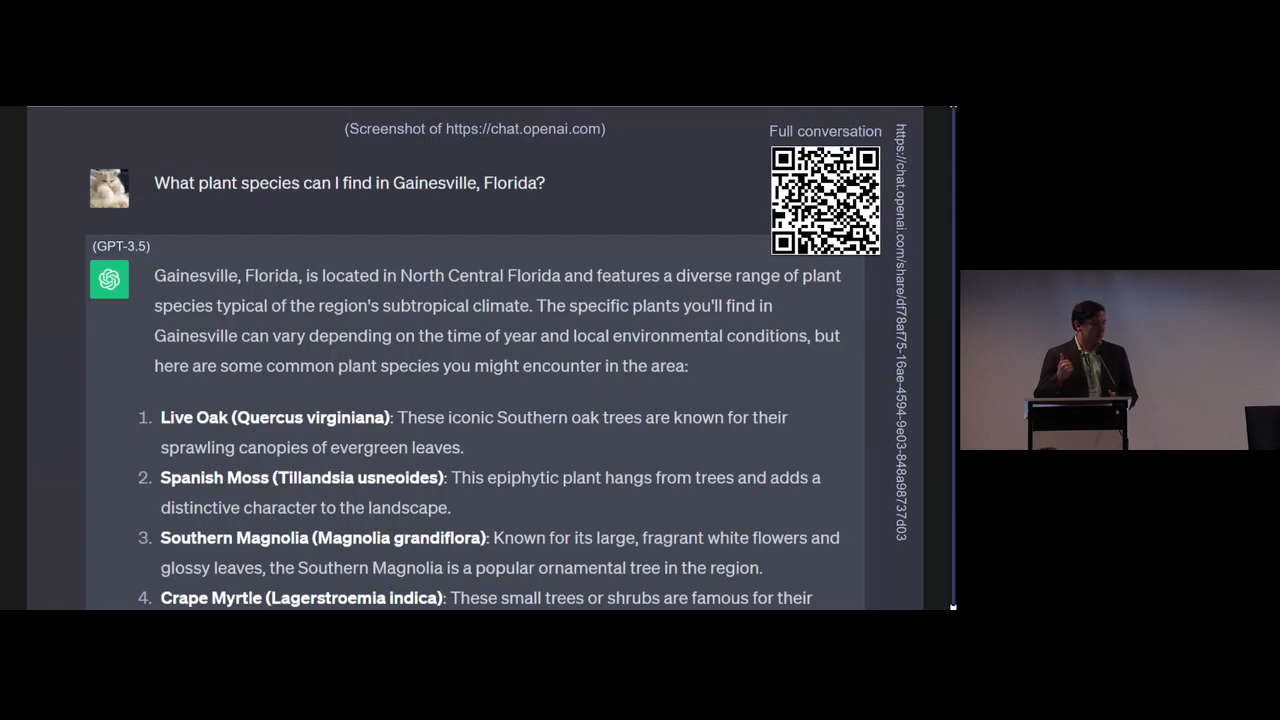 (Screenshot of https://chat.openai.com)
Full conversation
https://chat.openai.com/share/df78af75-16ae-4594-9e03-848a98737d03
What plant species can I find in Gainesville, Florida?
(GPT-3.5)
Gainesville, Florida, is located in North Central Florida and features a diverse range of plant
species typical of the region's subtropical climate. The specific plants you'll find in
Gainesville can vary depending on the time of year and local environmental conditions, but
here are some common plant species you might encounter in the area:
1. Live Oak (Quercus virginiana): These iconic Southern oak trees are known for their
sprawling canopies of evergreen leaves.
2. Spanish Moss (Tillandsia usneoides): This epiphytic plant hangs from trees and adds a
distinctive character to the landscape.
3. Southern Magnolia (Magnolia grandiflora): Known for its large, fragrant white flowers and
glossy leaves, the Southern Magnolia is a popular ornamental tree in the region.
4. Crape Myrtle (Lagerstroemia indica): These small trees or shrubs are famous for their